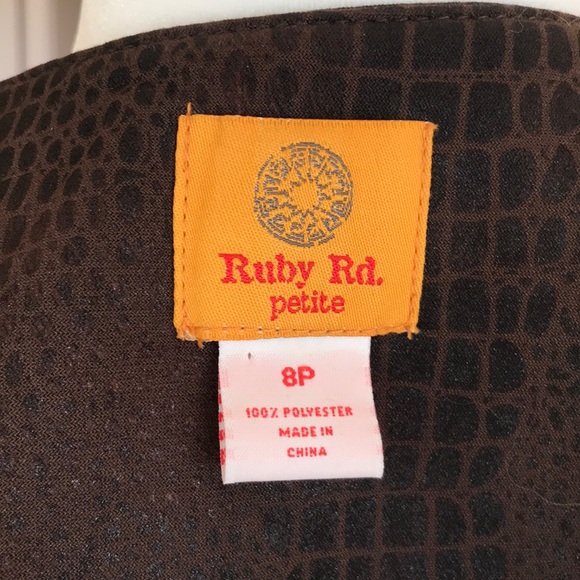 Ruby Rd.
petite
8P
100% POLYESTER
MADE IN
CHINA